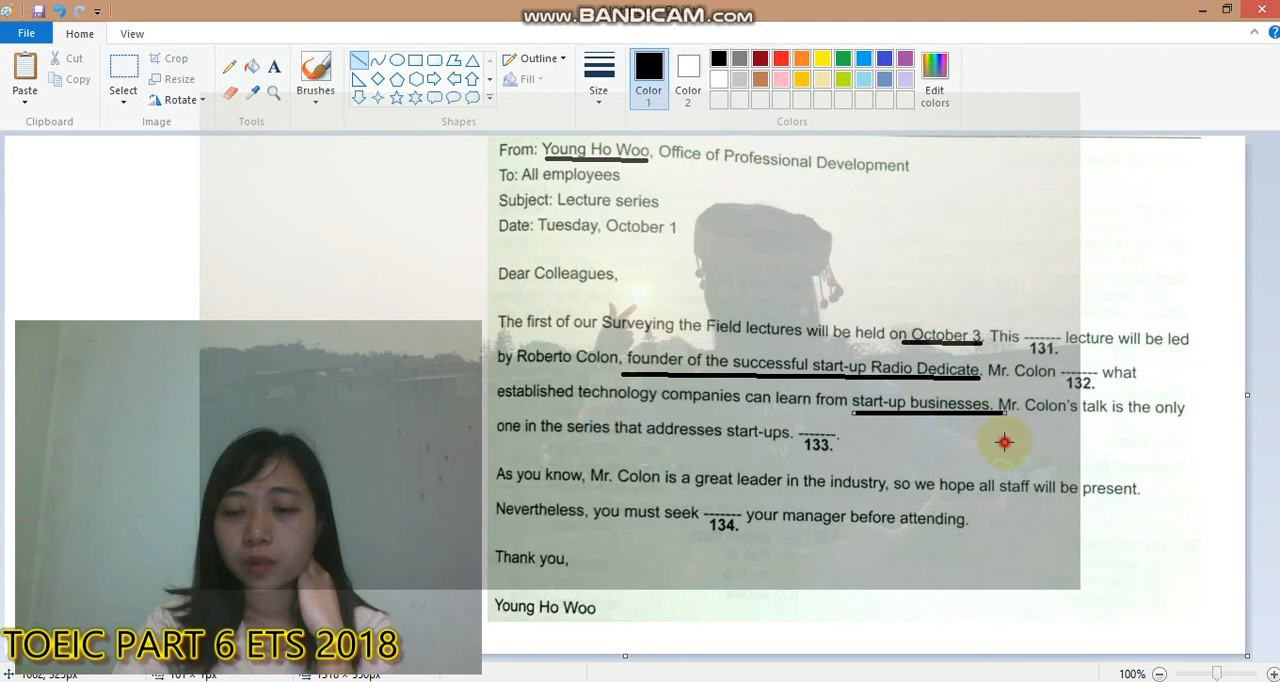 www.BANDICAM.com
File
Home
View
Paste
Cut
Copy
Select
Crop
Resize
Rotate
Brushes
Outline
Fill
Size
Color
1
Color
2
Edit
colors
Clipboard
Image
Tools
Shapes
Colors
From: Young Ho Woo, Office of Professional Development
To: All employees
Subject: Lecture series
Date: Tuesday, October 1
Dear Colleagues,
The first of our Surveying the Field lectures will be held on October 3. This ------- lecture will be led
131.
by Roberto Colon, founder of the successful start-up Radio Dedicate. Mr. Colon ------- what
132.
established technology companies can learn from start-up businesses. Mr. Colon's talk is the only
one in the series that addresses start-ups. -------.
133.
As you know, Mr. Colon is a great leader in the industry, so we hope all staff will be present.
Nevertheless, you must seek ------- your manager before attending.
134.
Thank you,
Young Ho Woo
TOEIC PART 6 ETS 2018
100%